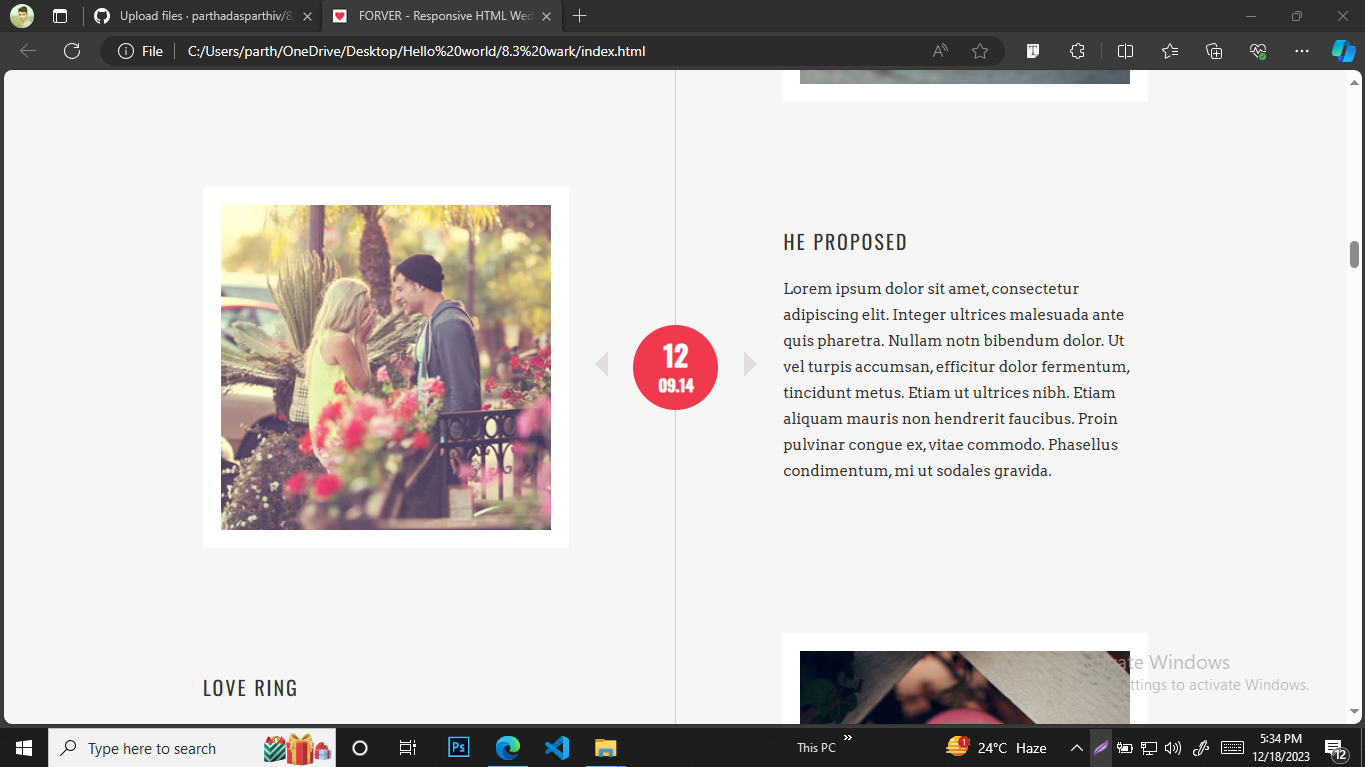 Upload files · parthadasparthiv/8.
FORVER - Responsive HTML Wed
File
C:/Users/parth/OneDrive/Desktop/Hello%20world/8.3%20wark/index.html
HE PROPOSED
Lorem ipsum dolor sit amet, consectetur
adipiscing elit. Integer ultrices malesuada ante
quis pharetra. Nullam notn bibendum dolor. Ut
vel turpis accumsan, efficitur dolor fermentum,
tincidunt metus. Etiam ut ultrices nibh. Etiam
aliquam mauris non hendrerit faucibus. Proin
pulvinar congue ex, vitae commodo. Phasellus
condimentum, mi ut sodales gravida.
12
09.14
LOVE RING
Activate Windows
ttings to activate Windows.
Type here to search
Ps
This PC
1
24°C Haze
5:34 PM
12/18/2023
12